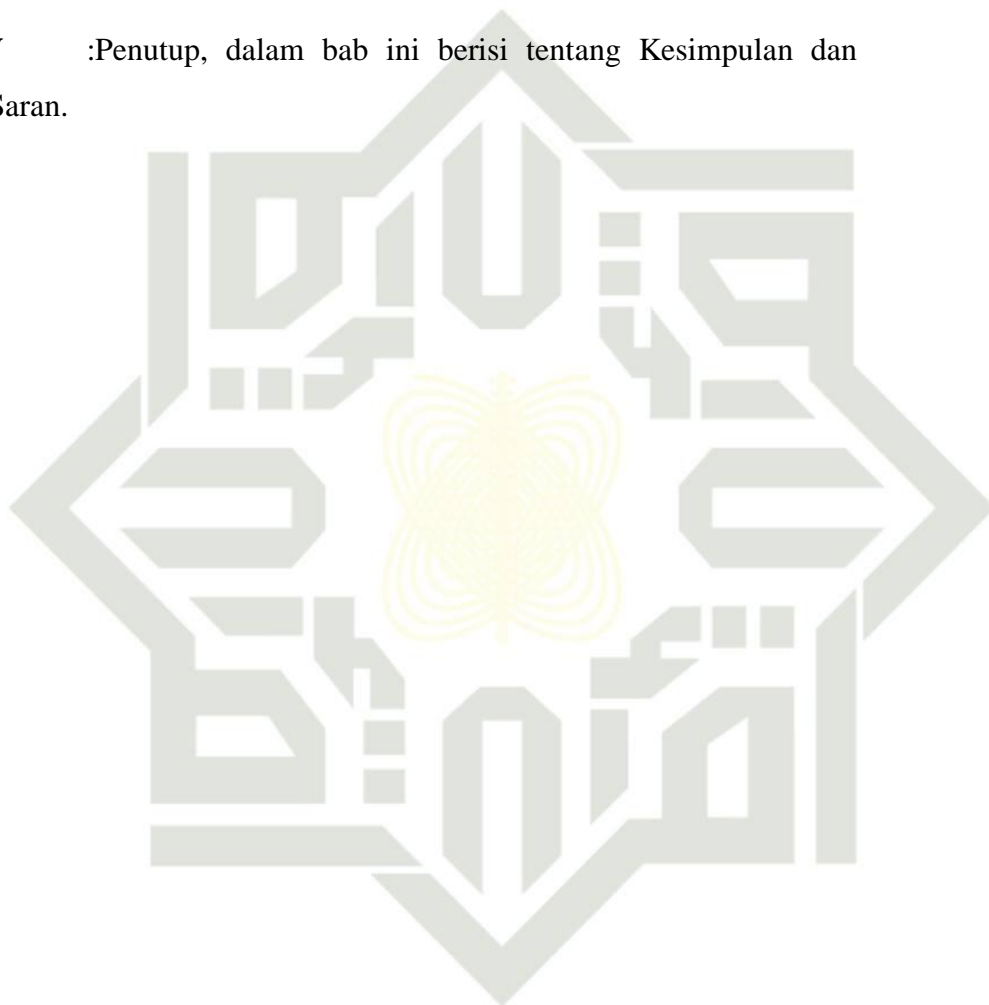 :Penutup, dalam bab ini berisi tentang Kesimpulan dan
Saran.